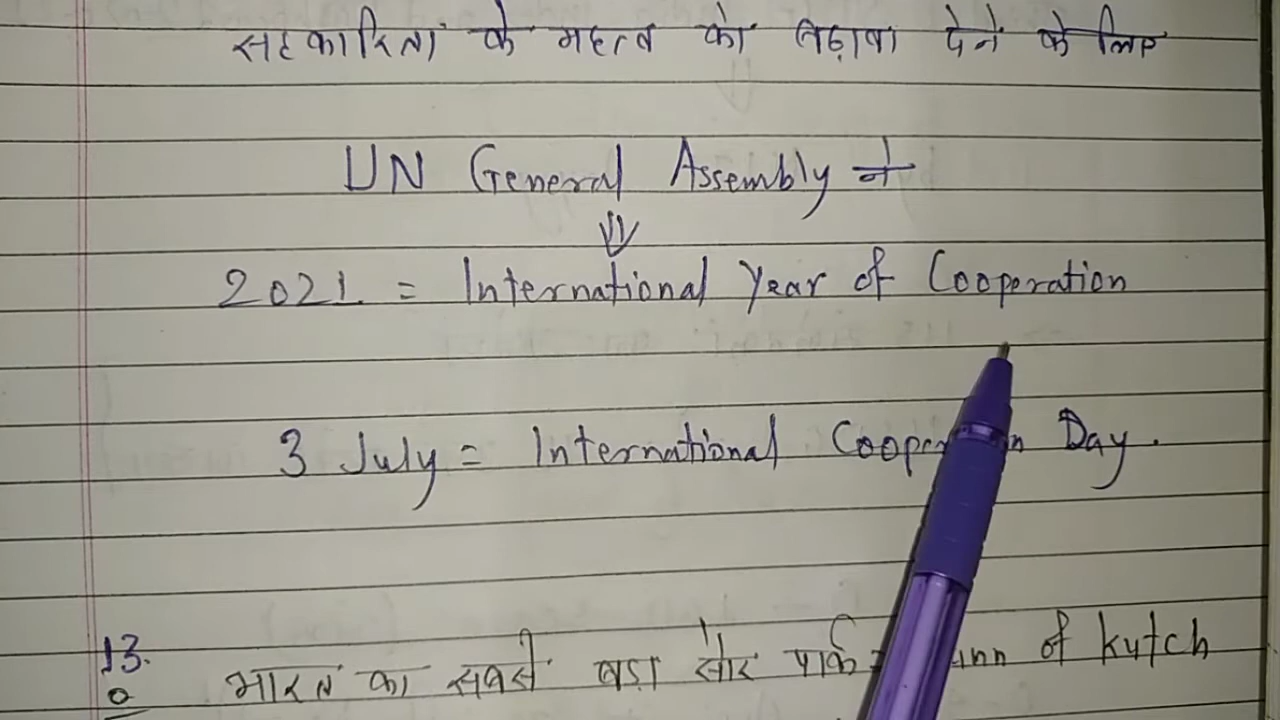 सहकारिता के महत्व को बढ़ावा देने के लिए
UN General Assembly ने
2021 = International Year of Cooperation
3 July = International Day.
13. भारत का सबसे बड़ा सोर पार्क = of Kutch